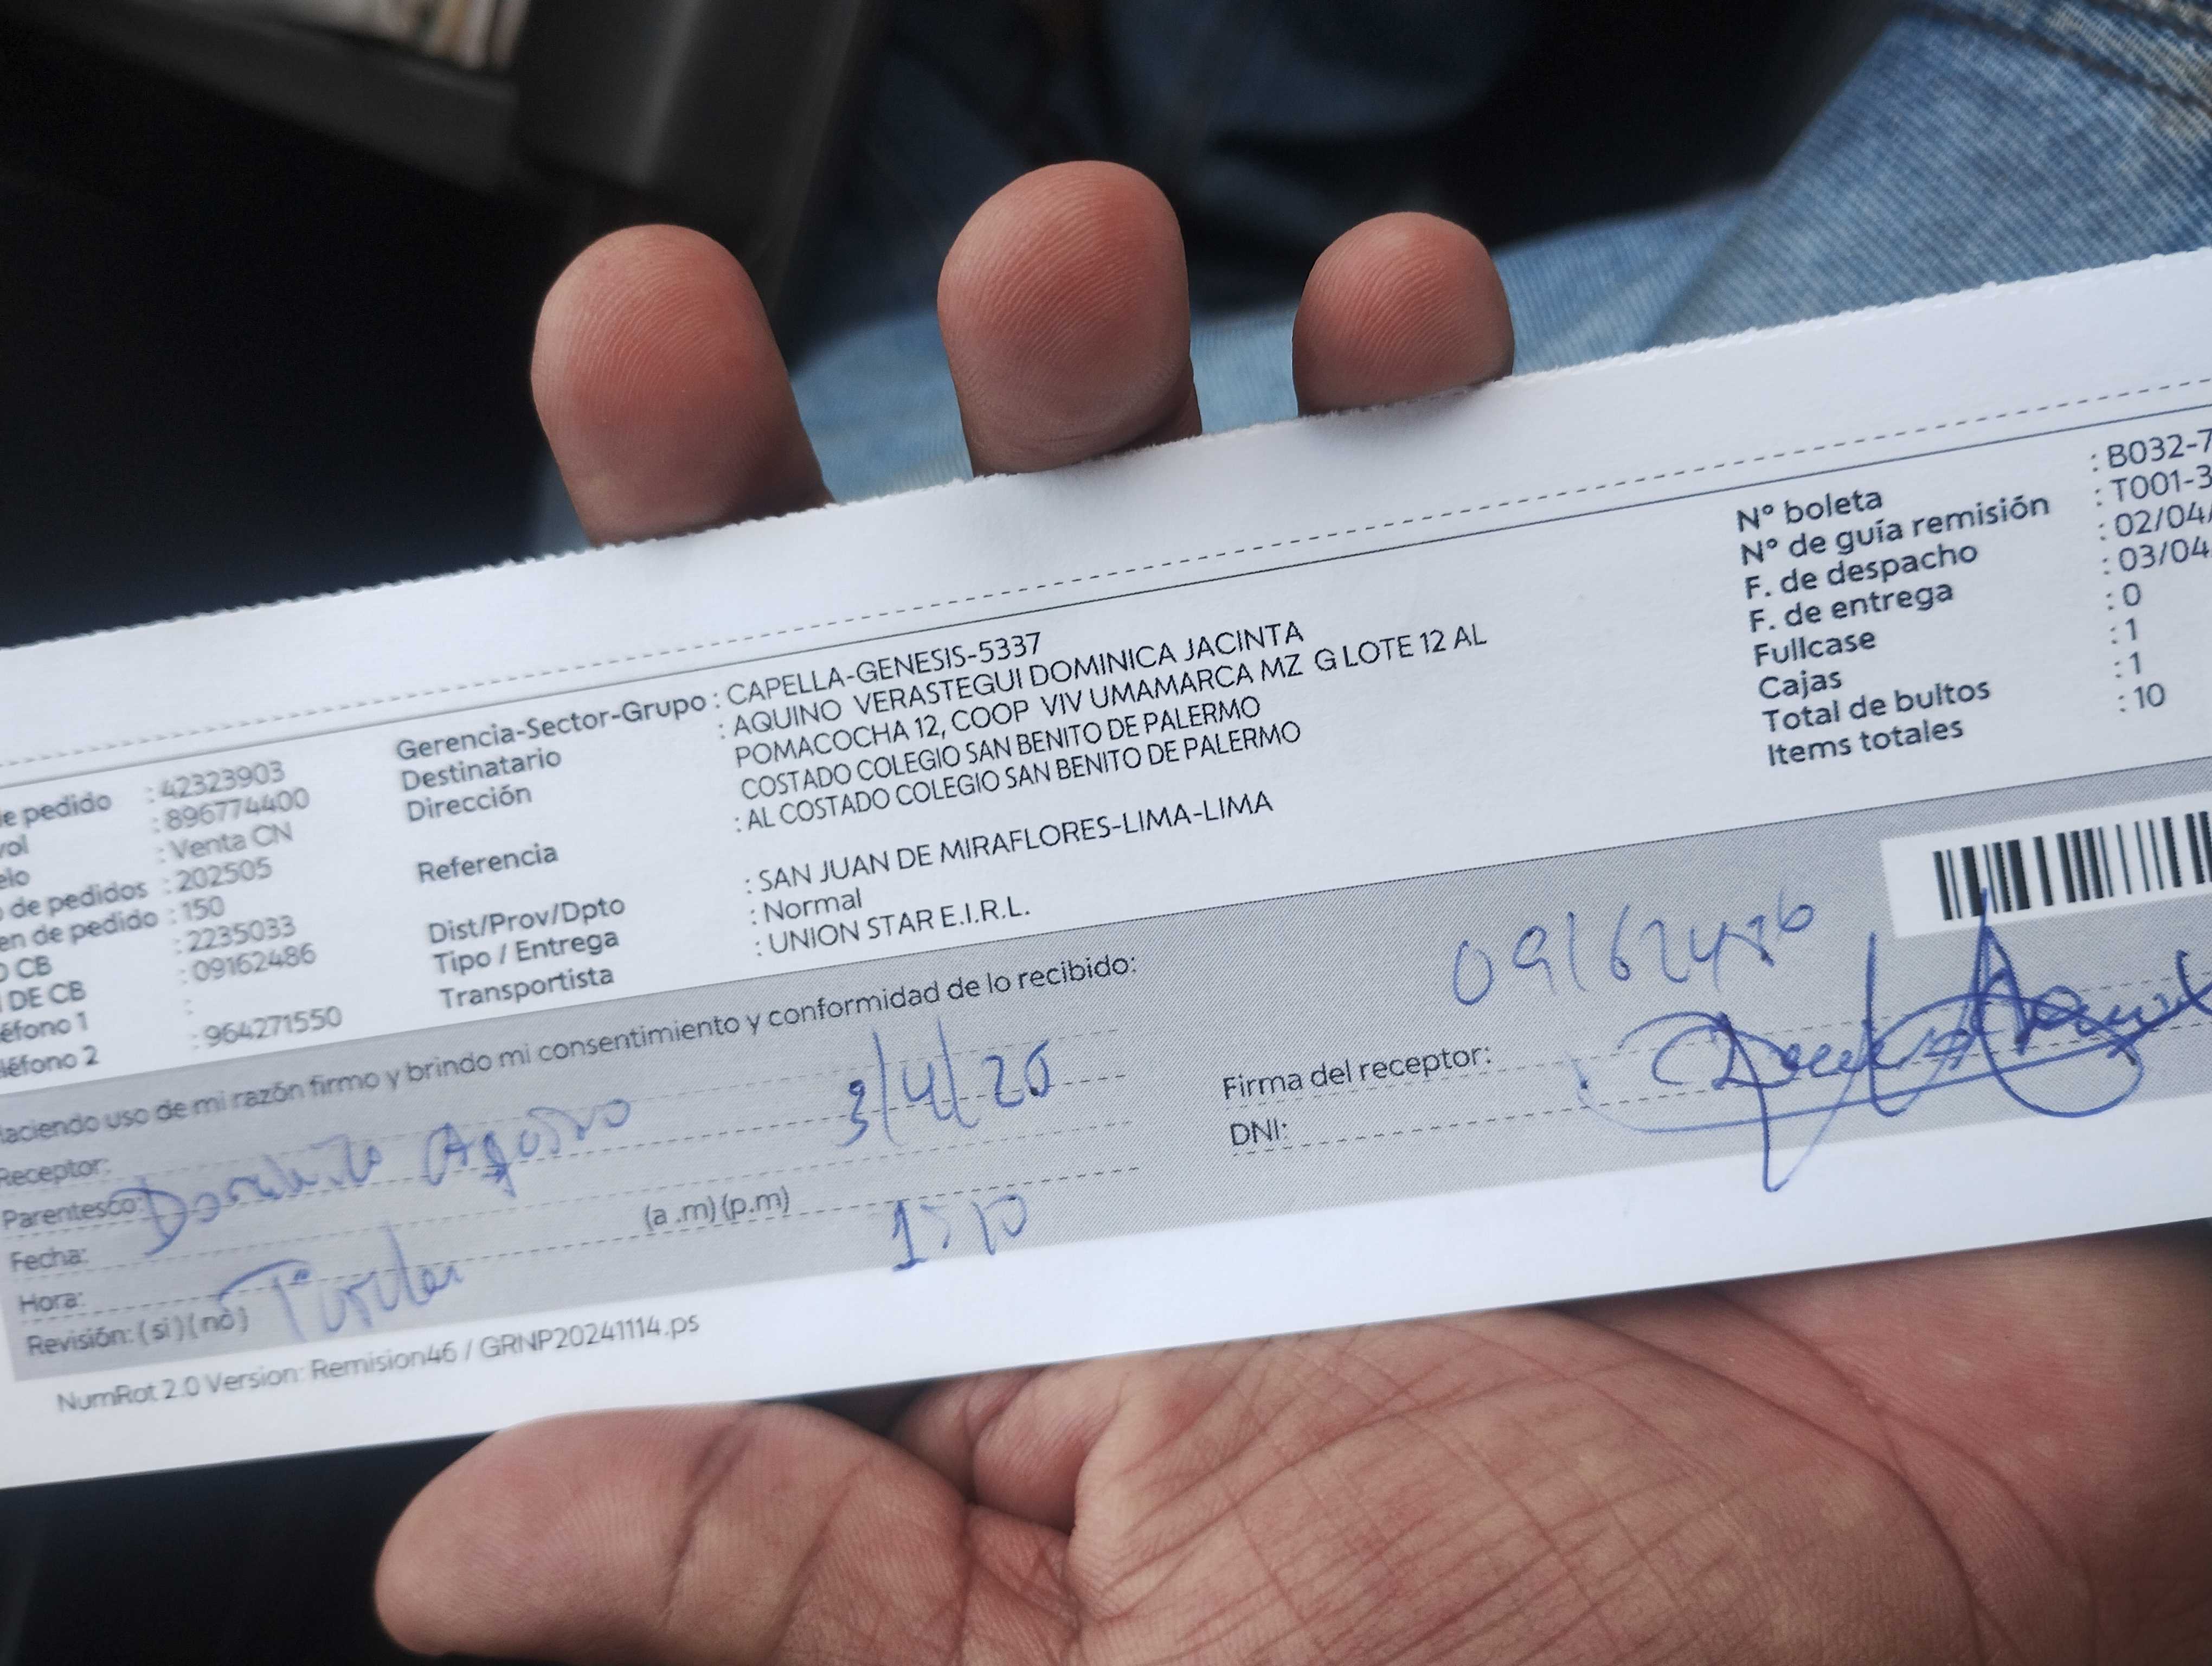 e pedido : 42323903
ol : 896774400
elo : Venta CN
de pedidos : 202505
en de pedido : 150
CB : 2235033
DE CB : 09162486
éfono 1 :
éfono 2 : 964271550
Gerencia-Sector-Grupo : CAPELLA-GENESIS-5337
Destinatario : AQUINO VERASTEGUI DOMINICA JACINTA
Dirección POMACOCHA 12, COOP VIV UMAMARCA MZ G LOTE 12 AL
COSTADO COLEGIO SAN BENITO DE PALERMO
Referencia : AL COSTADO COLEGIO SAN BENITO DE PALERMO
Dist/Prov/Dpto : SAN JUAN DE MIRAFLORES-LIMA-LIMA
Tipo / Entrega : Normal
Transportista : UNION STAR E.I.R.L.
N° boleta : B032-7
N° de guía remisión : T001-3
F. de despacho : 02/04/
F. de entrega : 03/04
Fullcase : 0
Cajas : 1
Total de bultos : 1
Items totales : 10
Haciendo uso de mi razón firmo y brindo mi consentimiento y conformidad de lo recibido:
Receptor:
Parentesco:
Fecha: 3/4/25
Hora: (a .m) (p.m)
Revisión: ( si ) ( no )
Firma del receptor:
DNI: 09162486
NumRot 2.0 Version: Remision46 / GRNP20241114.ps